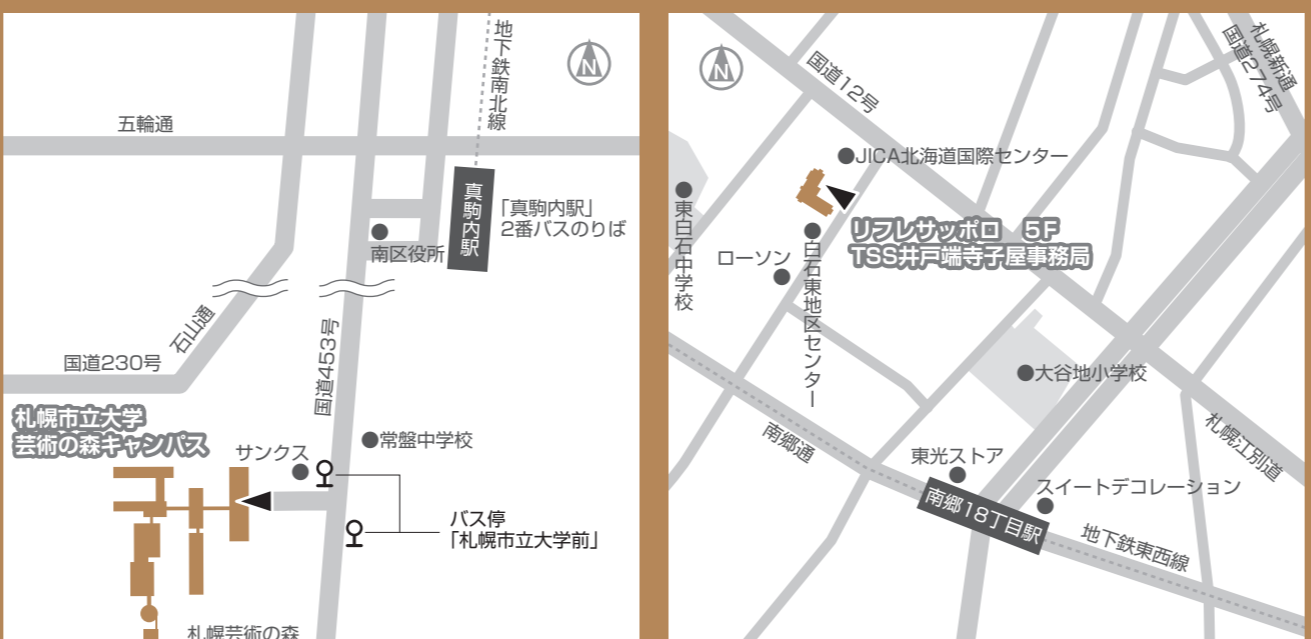 地下鉄南北線
N
五輪通
真駒内駅
「真駒内駅」
2番バスのりば
南区役所
石山通
国道230号
国道453号
札幌市立大学
芸術の森キャンパス
サンクス
常盤中学校
バス停
「札幌市立大学前」
札幌芸術の森
N
国道12号
札幌新道
国道274号
JICA北海道国際センター
東白石中学校
リフレサッポロ　5F
TSS井戸端寺子屋事務局
ローソン
白石東地区センター
大谷地小学校
南郷通
札幌江別道
東光ストア
スイートデコレーション
南郷18丁目駅
地下鉄東西線